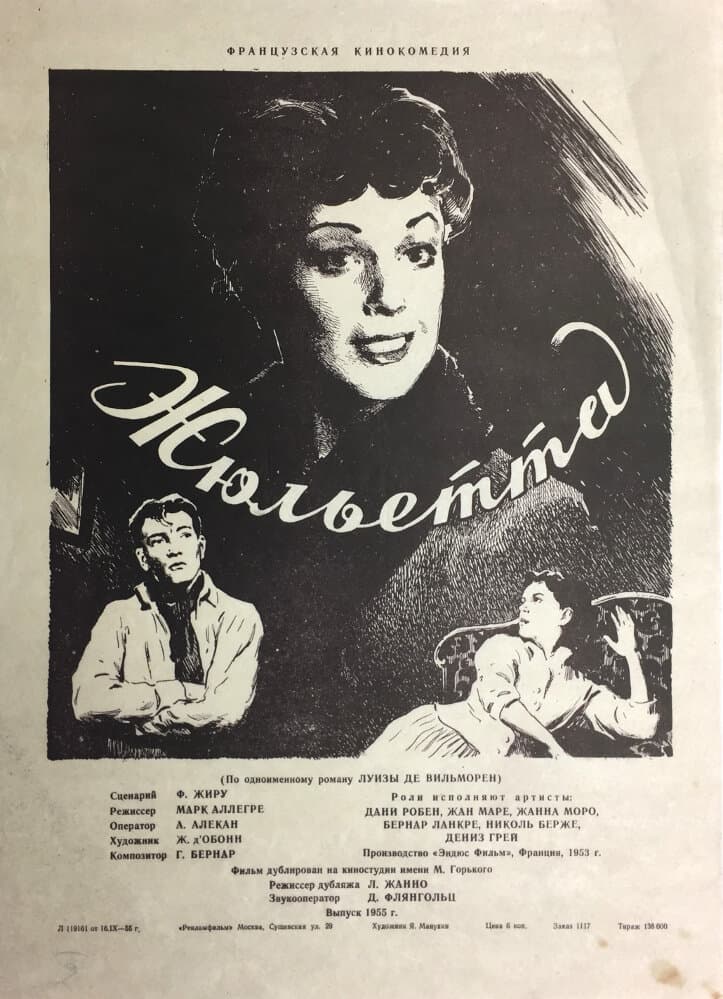 ФРАНЦУЗСКАЯ КИНОКОМЕДИЯ
Жюльетта
(По одноименному роману ЛУИЗЫ ДЕ ВИЛЬМОРЕН)
Сценарий Ф. ЖИРУ
Режиссер МАРК АЛЛЕГРЕ
Оператор А. АЛЕКАН
Художник Ж. д'ОБОНН
Композитор Г. БЕРНАР
Роли исполняют артисты:
ДАНИ РОБЕН, ЖАН МАРЕ, ЖАННА МОРО,
БЕРНАР ЛАНКРЕ, НИКОЛЬ БЕРЖЕ,
ДЕНИЗ ГРЕЙ
Производство «Эндюс Фильм», Франция, 1953 г.
Фильм дублирован на киностудии имени М. Горького
Режиссер дубляжа Л. ЖАННО
Звукооператор Д. ФЛЯНГОЛЬЦ
Выпуск 1955 г.
Л 119161 от 16.IX—55 г. «Рекламфильм» Москва, Сущевская ул. 29 Художник Я. Манухин Цена 6 коп. Заказ 1117 Тираж 138 600